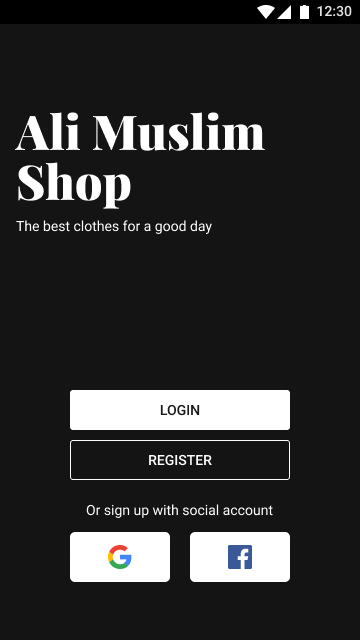 12:30
Ali Muslim
Shop
The best clothes for a good day
LOGIN
REGISTER
Or sign up with social account